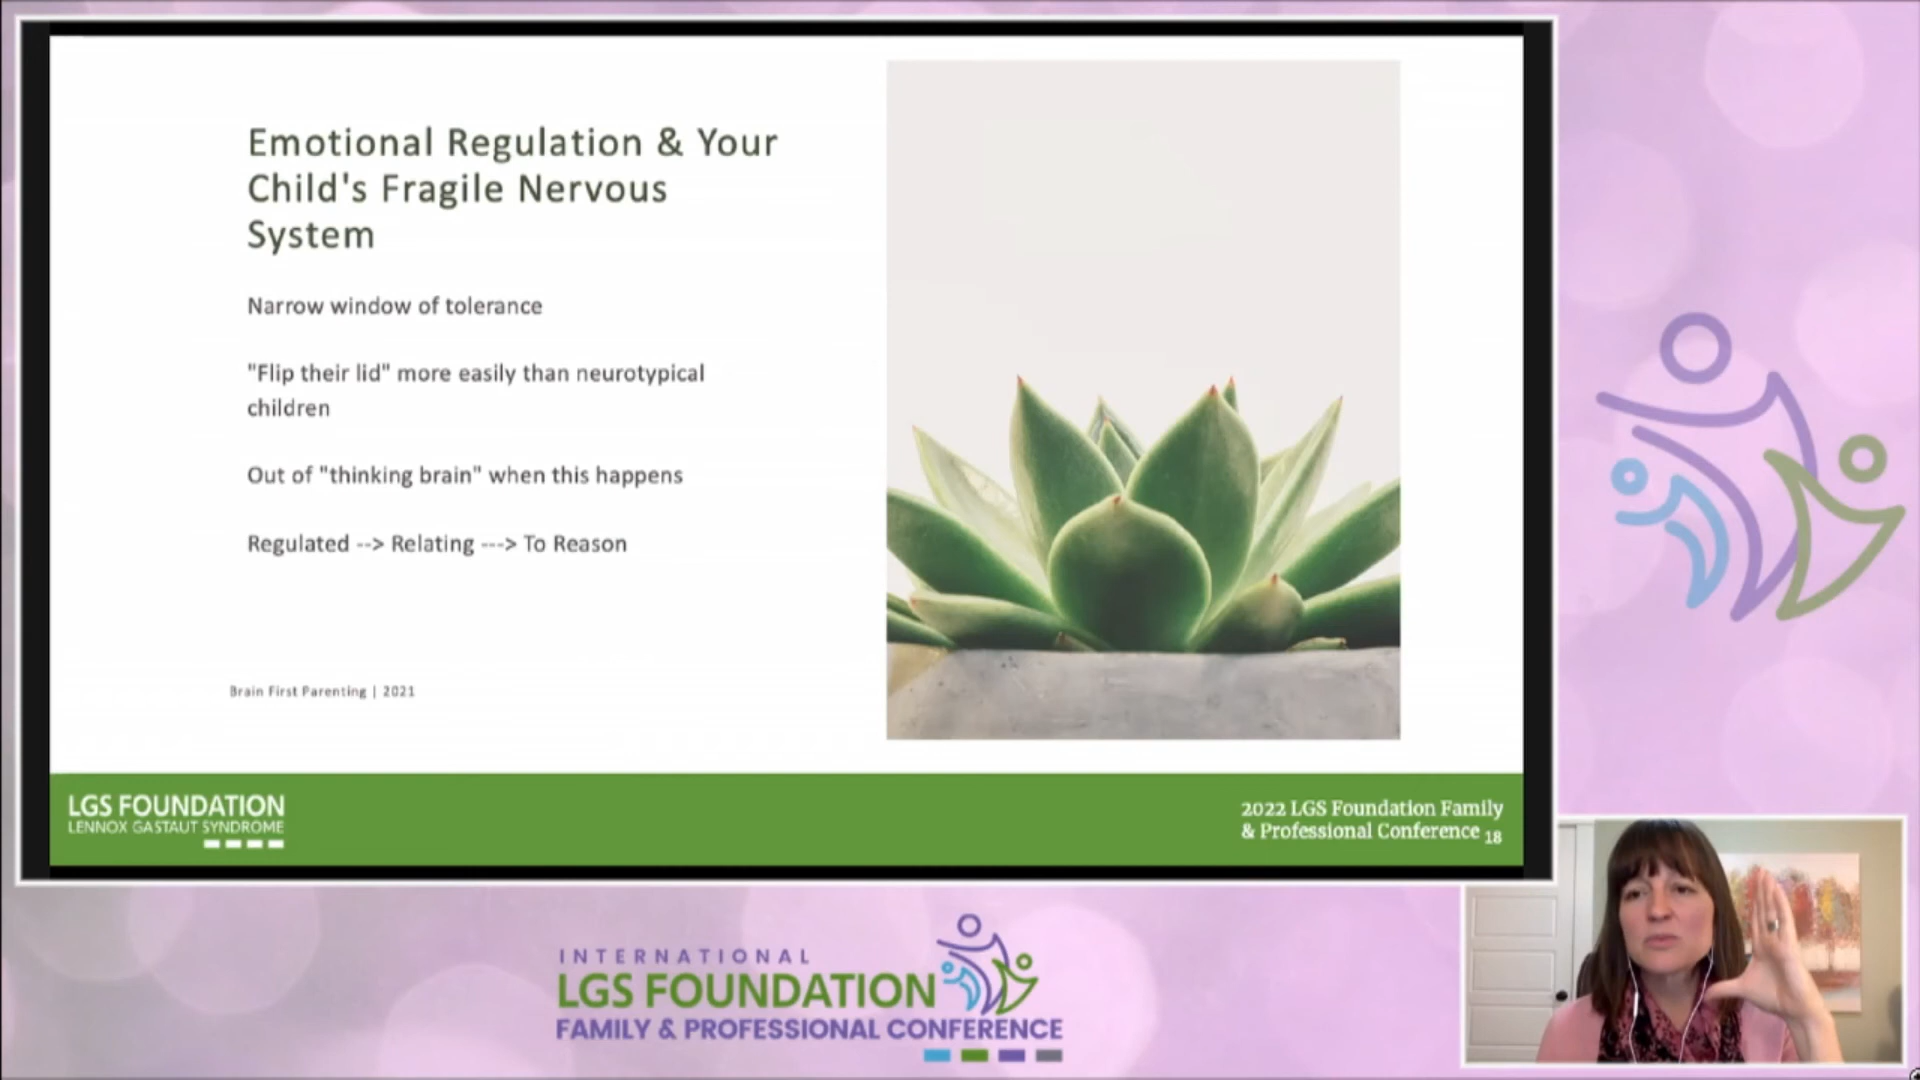 Emotional Regulation & Your
Child's Fragile Nervous
System
Narrow window of tolerance
"Flip their lid" more easily than neurotypical
children
Out of "thinking brain" when this happens
Regulated --> Relating ---> To Reason
Brain First Parenting | 2021
LGS FOUNDATION
LENNOX GASTAUT SYNDROME
2022 LGS Foundation Family
& Professional Conference 18
INTERNATIONAL
LGS FOUNDATION
FAMILY & PROFESSIONAL CONFERENCE